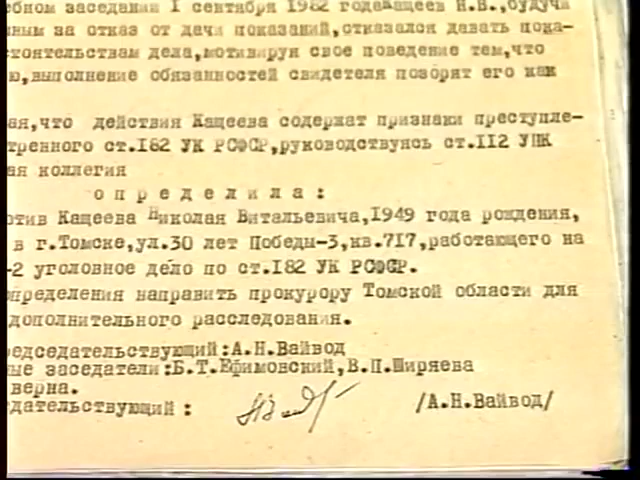 ебном заседании 1 сентября 1982 года Кащеев Н.В., будучи
нным за отказ от дачи показаний, отказался давать пока-
тоятельствам дела, мотивируя свое поведение тем, что
ю, выполнение обязанностей свидетеля позорят его как
ая, что действия Кащеева содержат признаки преступле-
тренного ст.182 УК РСФСР, руководствуясь ст.112 УПК
ая коллегия
о п р е д е л и л а :
отив Кащеева Николая Витальевича, 1949 года рождения,
в г.Томске, ул.30 лет Победы-3, кв.717, работающего на
-2 уголовное дело по ст.182 УК РСФСР.
определения направить прокурору Томской области для
дополнительного расследования.
редседательствующий: А.Н.Вайвод
ные заседатели: Б.Т.Ефимовский, В.П.Ширяева
верна.
дательствующий: /А.Н.Вайвод/